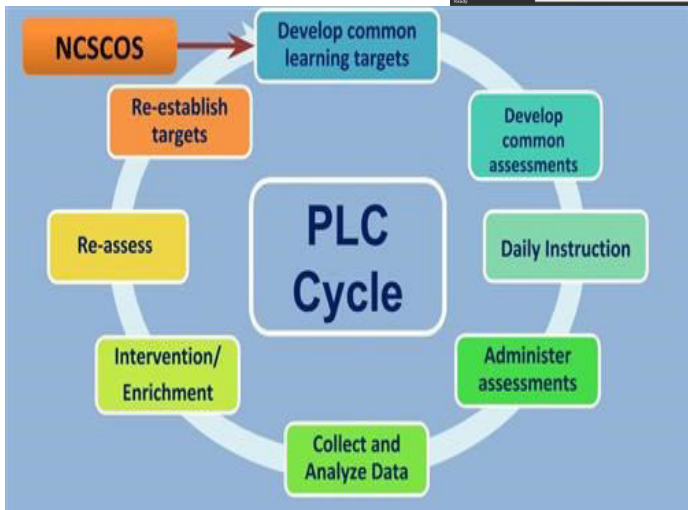 NCSCOS
Develop common
learning targets
Develop
common
assessments
Daily Instruction
Administer
assessments
Collect and
Analyze Data
Intervention/
Enrichment
Re-assess
Re-establish
targets
PLC
Cycle